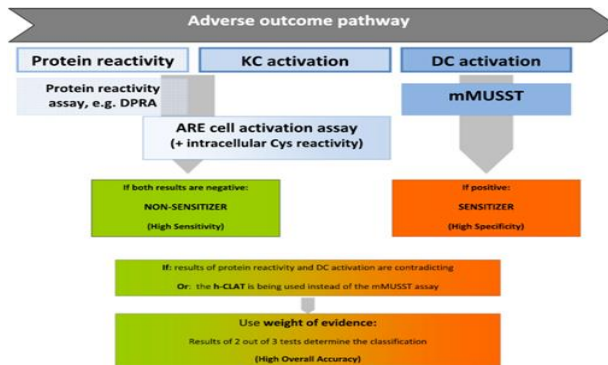 Adverse outcome pathway
Protein reactivity
KC activation
DC activation
Protein reactivity
assay, e.g. DPRA
mMUSST
ARE cell activation assay
(+ intracellular Cys reactivity)
If both results are negative:
NON-SENSITIZER
(High Sensitivity)
If positive:
SENSITIZER
(High Specificity)
If: results of protein reactivity and DC activation are contradicting
Or: the h-CLAT is being used instead of the mMUSST assay
Use weight of evidence:
Results of 2 out of 3 tests determine the classification
(High Overall Accuracy)